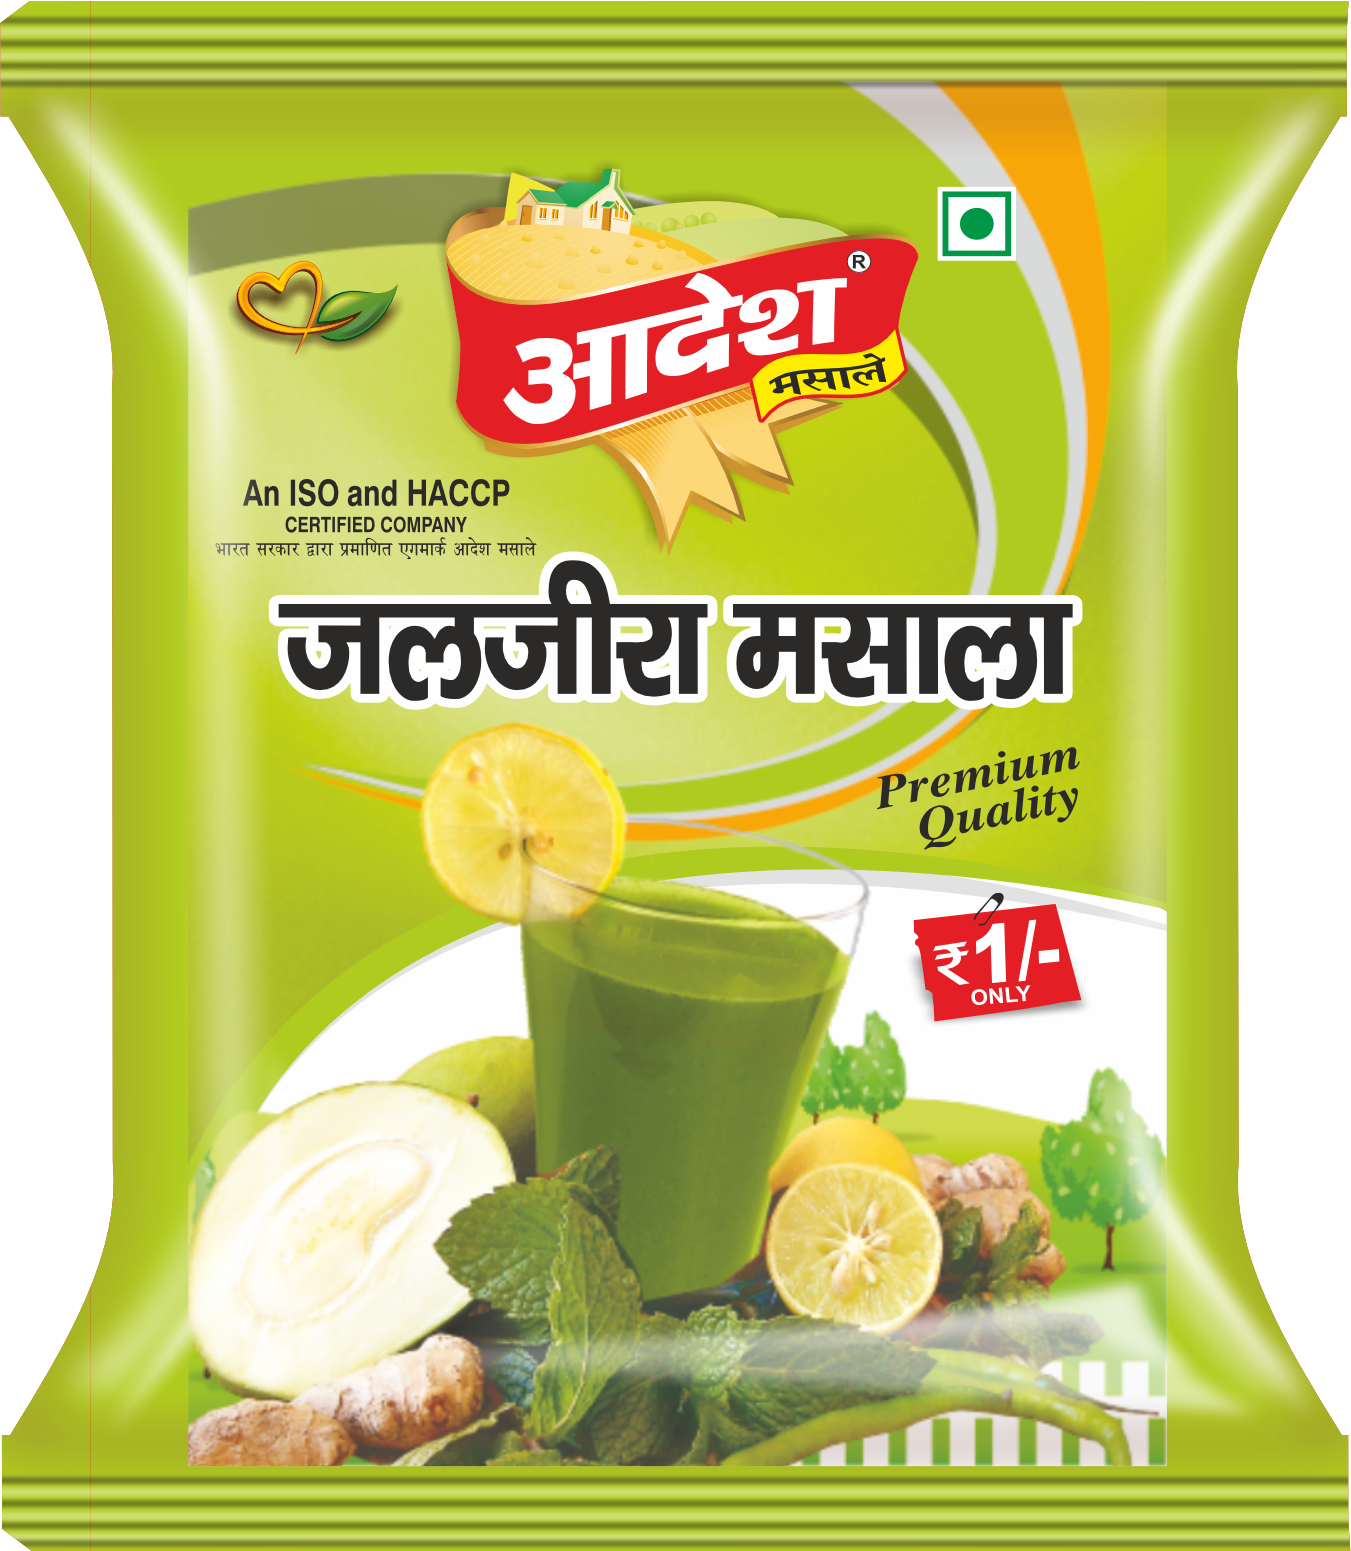 आदेश ®
मसाले
An ISO and HACCP
CERTIFIED COMPANY
भारत सरकार द्वारा प्रमाणित एगमार्क आदेश मसाले
जलजीरा मसाला
Premium
Quality
₹1/-
ONLY